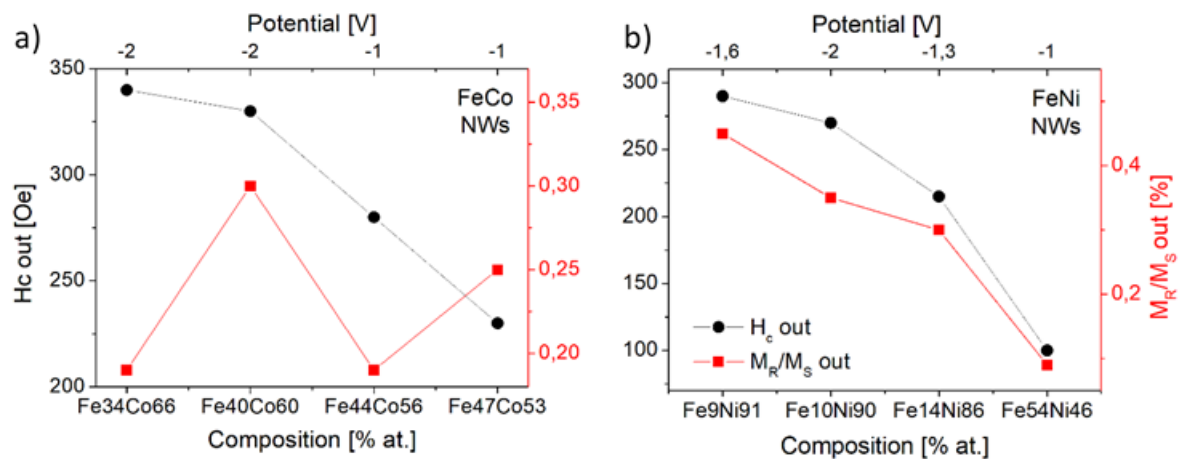 a)
Potential [V]
-2 -2 -1 -1
350
300
250
200
Hc out [Oe]
FeCo
NWs
0,35
0,30
0,25
0,20
Fe34Co66 Fe40Co60 Fe44Co56 Fe47Co53
Composition [% at.]
b)
Potential [V]
-1,6 -2 -1,3 -1
300
250
200
150
100
FeNi
NWs
Hc out
MR/MS out
0,4
0,2
MR/MS out [%]
Fe9Ni91 Fe10Ni90 Fe14Ni86 Fe54Ni46
Composition [% at.]